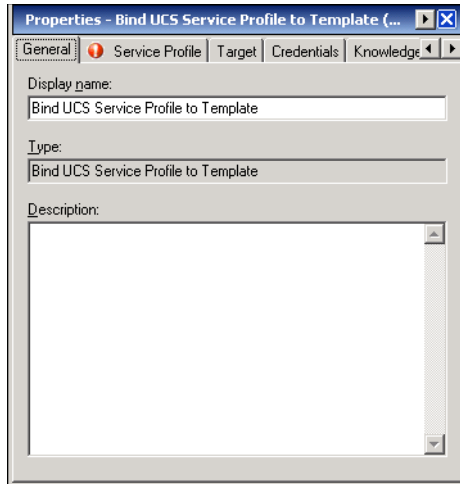 Properties - Bind UCS Service Profile to Template (...
General
Service Profile
Target
Credentials
Knowledge
Display name:
Bind UCS Service Profile to Template
Type:
Bind UCS Service Profile to Template
Description: